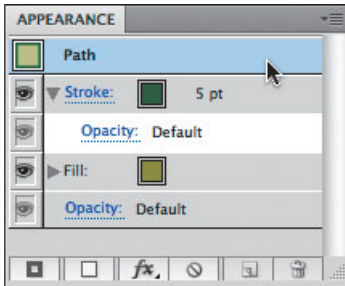 APPEARANCE
Path
Stroke: 5 pt
Opacity: Default
Fill:
Opacity: Default
fx